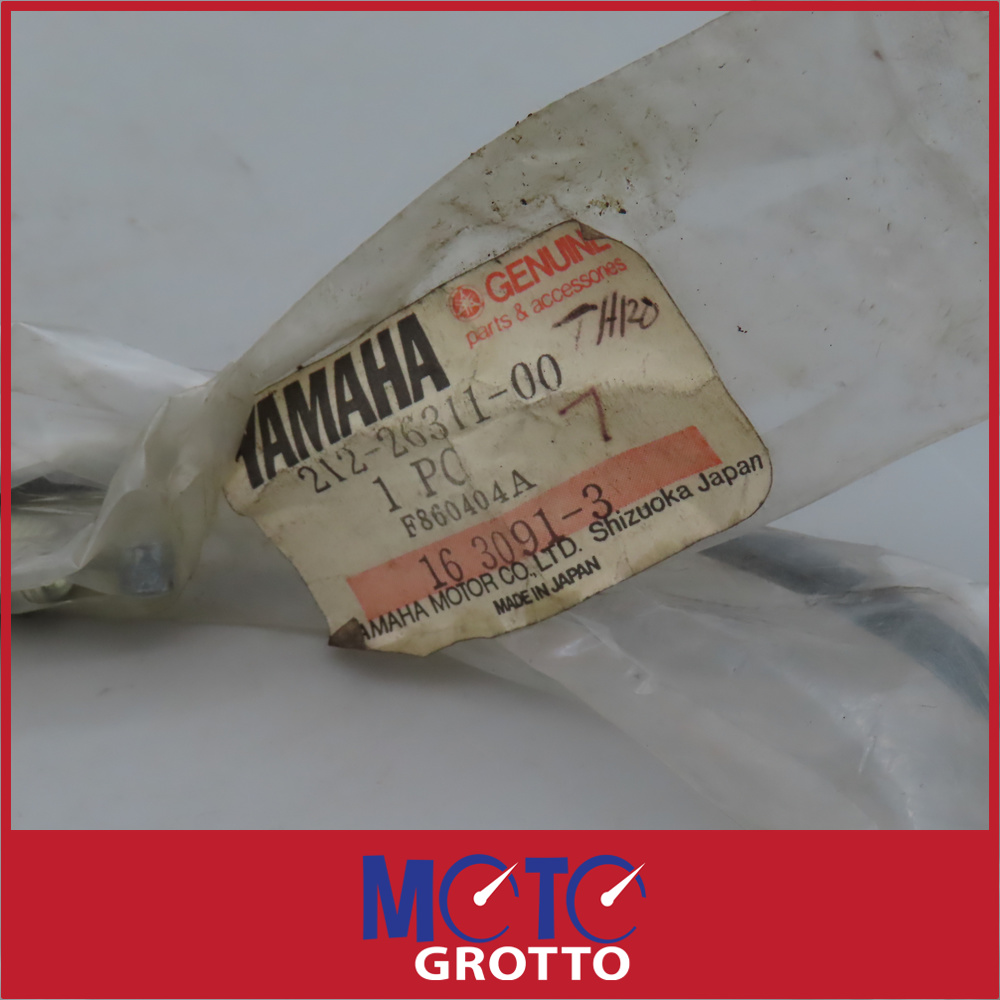 GENUINE
parts & accessories
YAMAHA
TH120
2N2-26311-00
7
1 PC
F860404A
16 3091-3
YAMAHA MOTOR CO., LTD. Shizuoka Japan
MADE IN JAPAN
MOTO
GROTTO